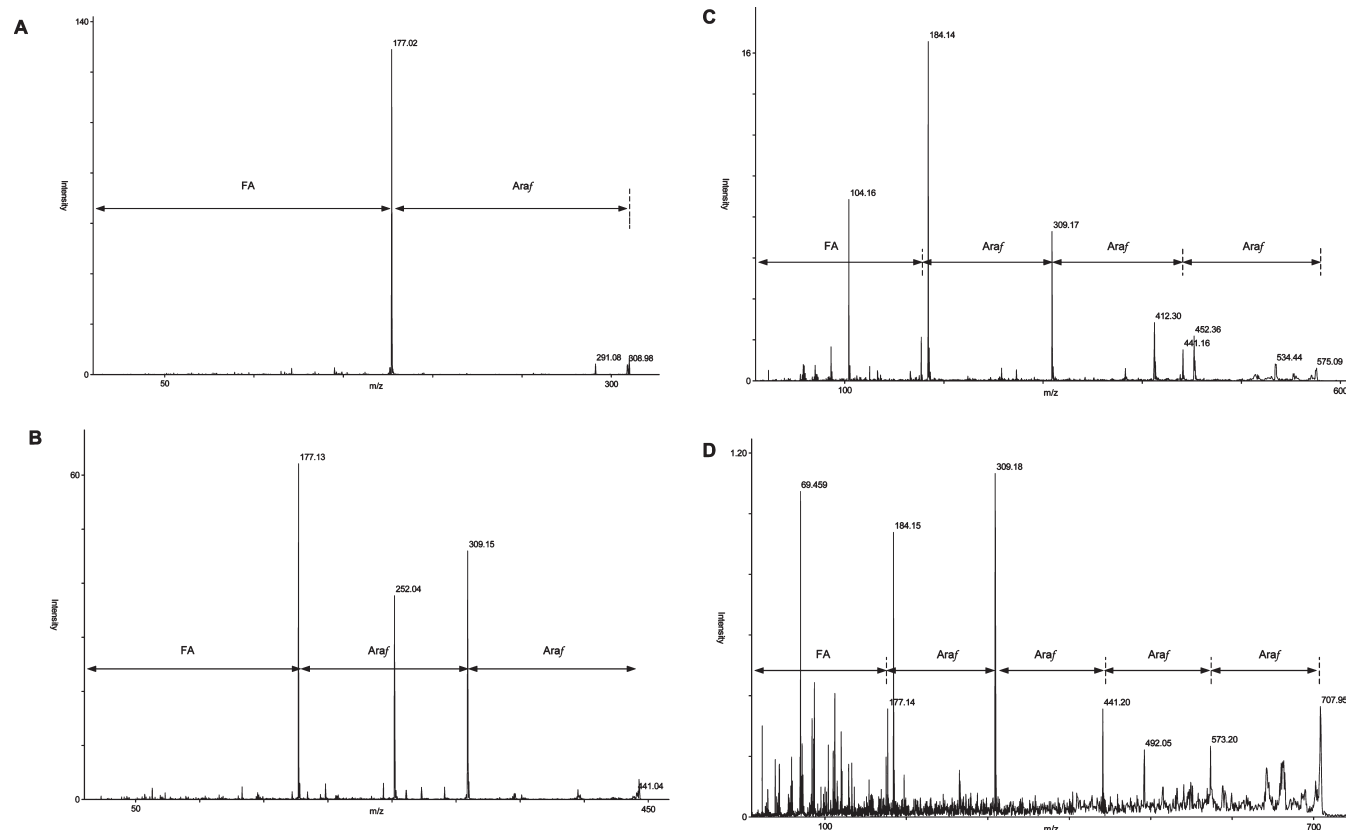 A
140
177.02
FA
Araf
Intensity
291.08
308.98
0
50
m/z
300
B
60
177.13
309.15
252.04
FA
Araf
Araf
Intensity
441.04
0
50
m/z
450
C
16
184.14
104.16
309.17
FA
Araf
Araf
Araf
Intensity
412.30
452.36
441.16
534.44
575.09
0
100
m/z
600
D
1.20
69.459
309.18
184.15
FA
Araf
Araf
Araf
Araf
Intensity
177.14
441.20
707.95
573.20
492.05
0
100
m/z
700